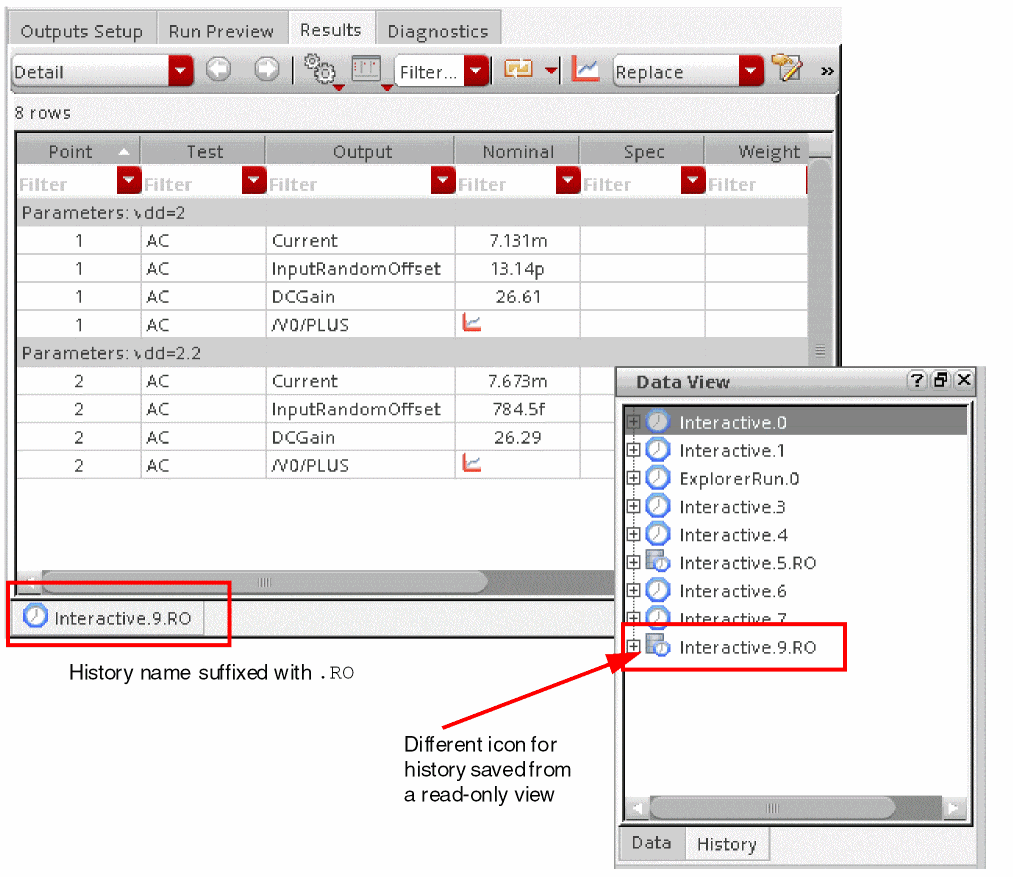 Outputs Setup Run Preview Results Diagnostics
Detail Filter... Replace »
8 rows
Point Test Output Nominal Spec Weight
Filter Filter Filter Filter Filter Filter
Parameters: vdd=2
1 AC Current 7.131m
1 AC InputRandomOffset 13.14p
1 AC DCGain 26.61
1 AC /V0/PLUS
Parameters: vdd=2.2
2 AC Current 7.673m
2 AC InputRandomOffset 784.5f
2 AC DCGain 26.29
2 AC /V0/PLUS
Interactive.9.RO
History name suffixed with .RO
Data View
Interactive.0
Interactive.1
ExplorerRun.0
Interactive.3
Interactive.4
Interactive.5.RO
Interactive.6
Interactive.7
Interactive.9.RO
Data History
Different icon for
history saved from
a read-only view